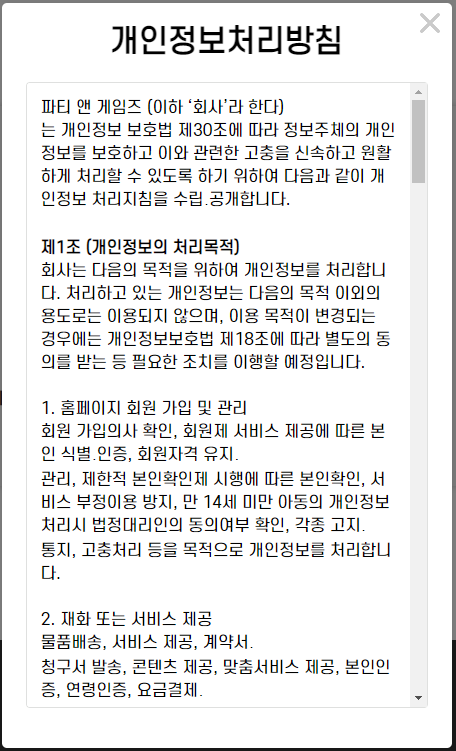 개인정보처리방침
파티 앤 게임즈 (이하 ‘회사’라 한다)
는 개인정보 보호법 제30조에 따라 정보주체의 개인
정보를 보호하고 이와 관련한 고충을 신속하고 원활
하게 처리할 수 있도록 하기 위하여 다음과 같이 개
인정보 처리지침을 수립.공개합니다.
제1조 (개인정보의 처리목적)
회사는 다음의 목적을 위하여 개인정보를 처리합니
다. 처리하고 있는 개인정보는 다음의 목적 이외의
용도로는 이용되지 않으며, 이용 목적이 변경되는
경우에는 개인정보보호법 제18조에 따라 별도의 동
의를 받는 등 필요한 조치를 이행할 예정입니다.
1. 홈페이지 회원 가입 및 관리
회원 가입의사 확인, 회원제 서비스 제공에 따른 본
인 식별.인증, 회원자격 유지.
관리, 제한적 본인확인제 시행에 따른 본인확인, 서
비스 부정이용 방지, 만 14세 미만 아동의 개인정보
처리시 법정대리인의 동의여부 확인, 각종 고지.
통지, 고충처리 등을 목적으로 개인정보를 처리합니
다.
2. 재화 또는 서비스 제공
물품배송, 서비스 제공, 계약서.
청구서 발송, 콘텐츠 제공, 맞춤서비스 제공, 본인인
증, 연령인증, 요금결제.